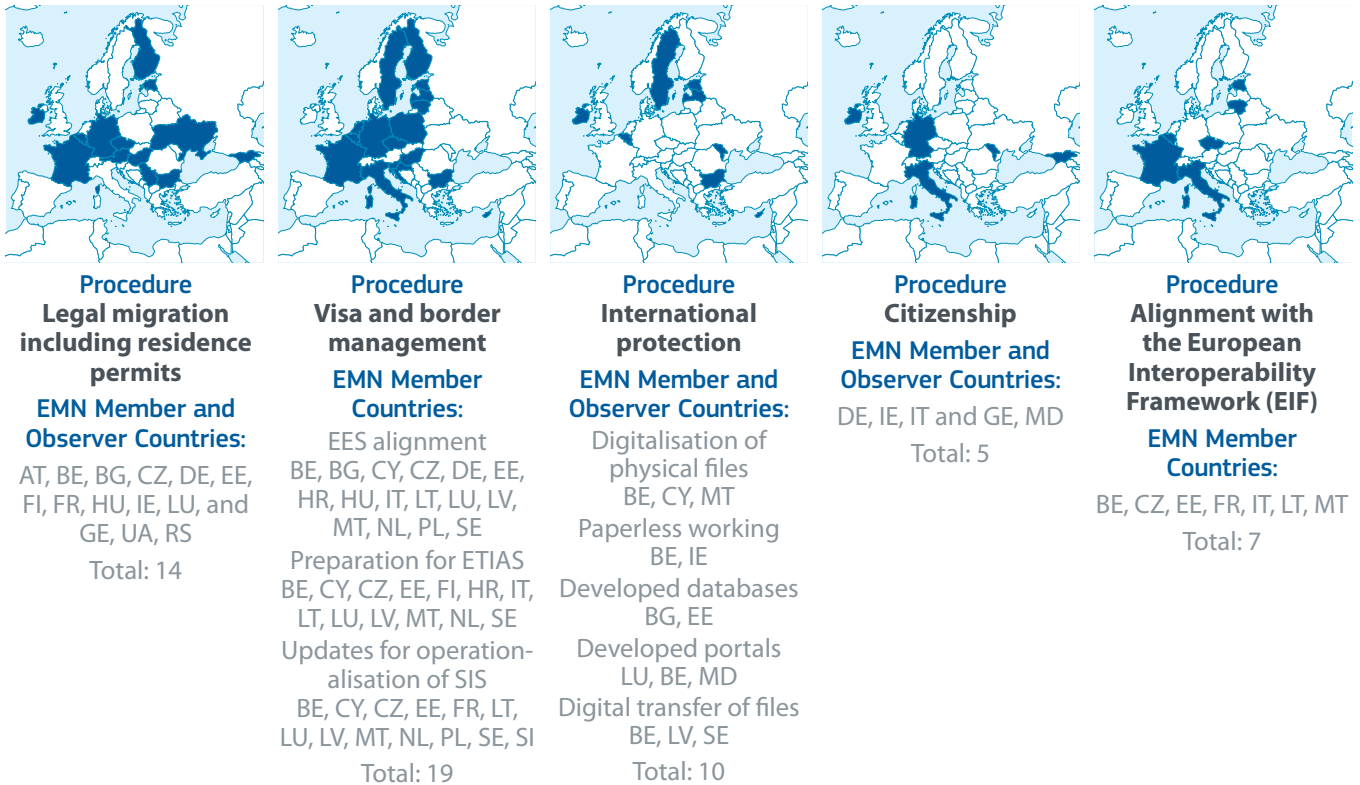 Procedure
Legal migration
including residence
permits
EMN Member and
Observer Countries:
AT, BE, BG, CZ, DE, EE,
FI, FR, HU, IE, LU, and
GE, UA, RS
Total: 14
Procedure
Visa and border
management
EMN Member
Countries:
EES alignment
BE, BG, CY, CZ, DE, EE,
HR, HU, IT, LT, LU, LV,
MT, NL, PL, SE
Preparation for ETIAS
BE, CY, CZ, EE, FI, HR, IT,
LT, LU, LV, MT, NL, SE
Updates for operation-
alisation of SIS
BE, CY, CZ, EE, FR, LT,
LU, LV, MT, NL, PL, SE, SI
Total: 19
Procedure
International
protection
EMN Member and
Observer Countries:
Digitalisation of
physical files
BE, CY, MT
Paperless working
BE, IE
Developed databases
BG, EE
Developed portals
LU, BE, MD
Digital transfer of files
BE, LV, SE
Total: 10
Procedure
Citizenship
EMN Member and
Observer Countries:
DE, IE, IT and GE, MD
Total: 5
Procedure
Alignment with
the European
Interoperability
Framework (EIF)
EMN Member
Countries:
BE, CZ, EE, FR, IT, LT, MT
Total: 7